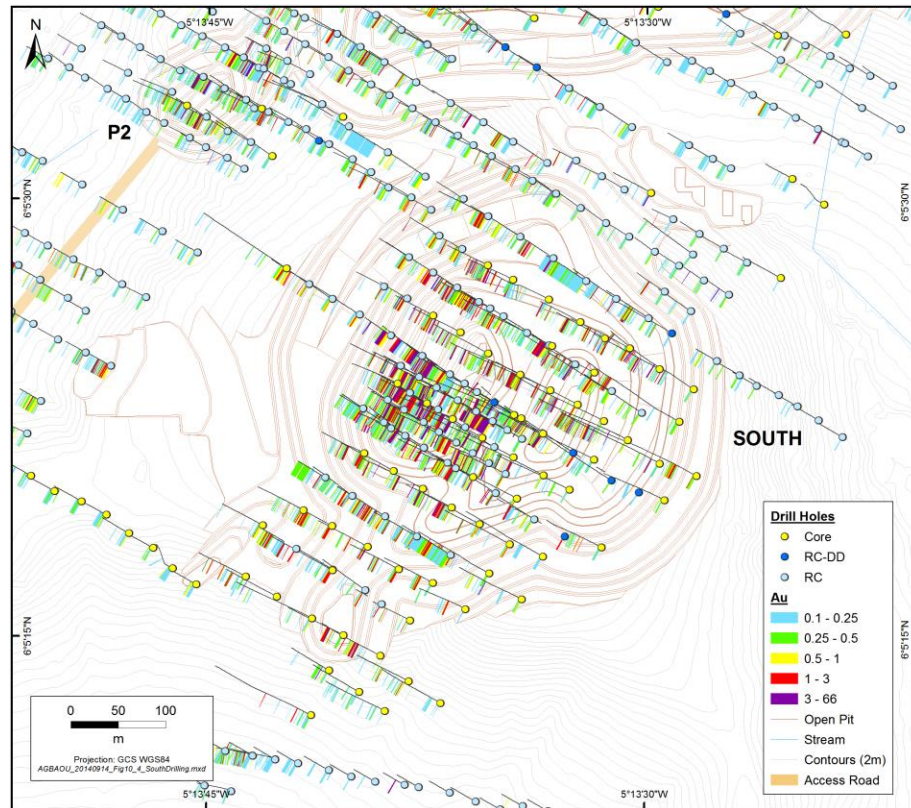 5°13'45"W
5°13'30"W
N
P2
6°5'30"N
6°5'30"N
SOUTH
Drill Holes
Core
RC-DD
RC
Au
0.1 - 0.25
0.25 - 0.5
0.5 - 1
1 - 3
3 - 66
Open Pit
Stream
Contours (2m)
Access Road
6°5'15"N
6°5'15"N
0 50 100
m
Projection: GCS WGS84
AGBAOU_20140914_Fig10_4_SouthDrilling.mxd
5°13'45"W
5°13'30"W